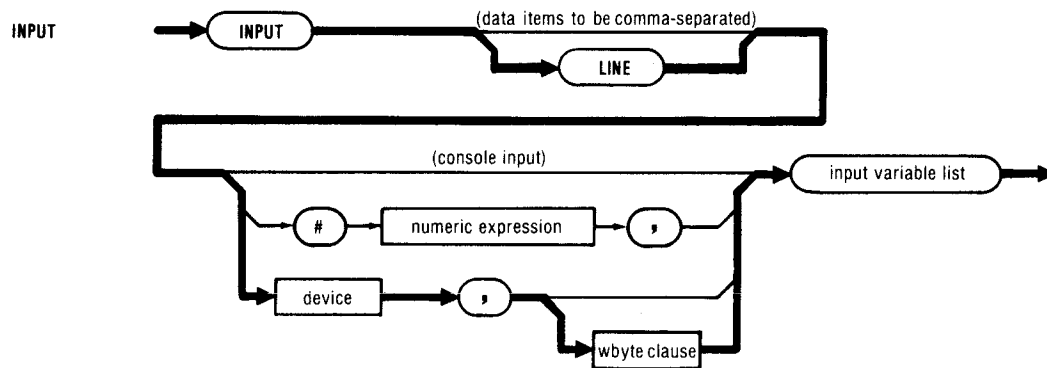 INPUT
INPUT
(data items to be comma-separated)
LINE
(console input)
input variable list
#
numeric expression
,
device
,
wbyte clause